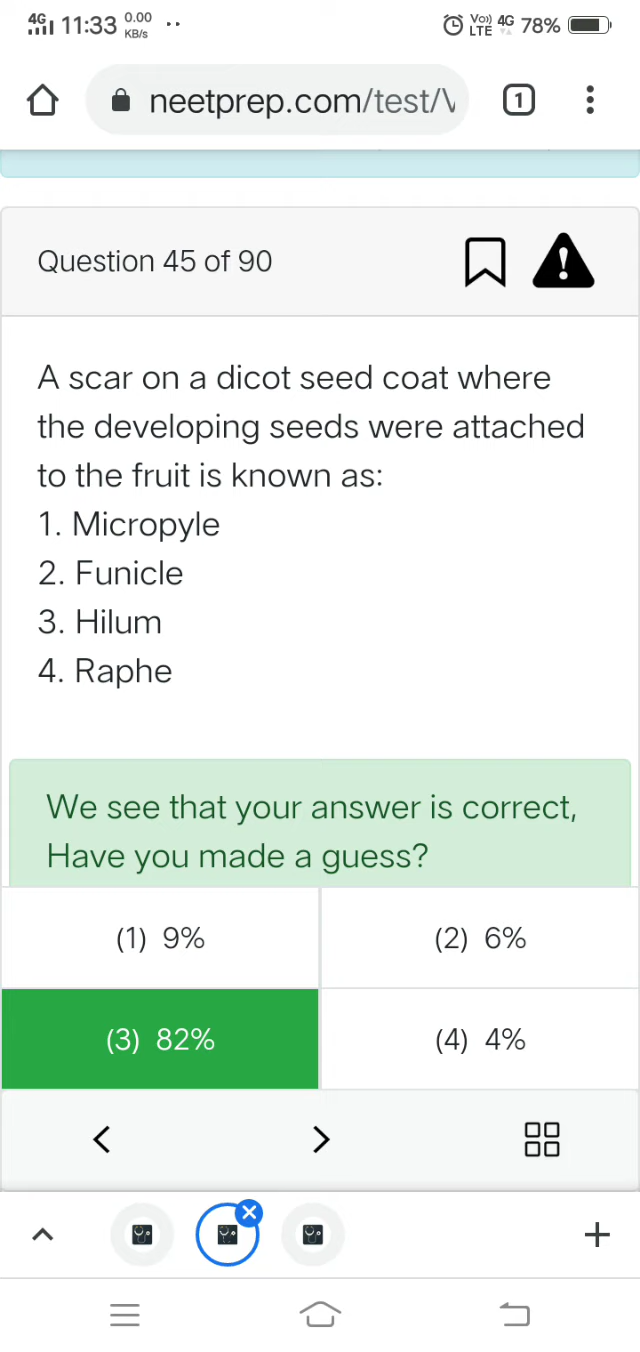 4G 11:33 0.00 KB/s ··
VoLTE 4G 78%
neetprep.com/test/V
1
Question 45 of 90
A scar on a dicot seed coat where
the developing seeds were attached
to the fruit is known as:
1. Micropyle
2. Funicle
3. Hilum
4. Raphe
We see that your answer is correct,
Have you made a guess?
(1) 9%
(2) 6%
(3) 82%
(4) 4%